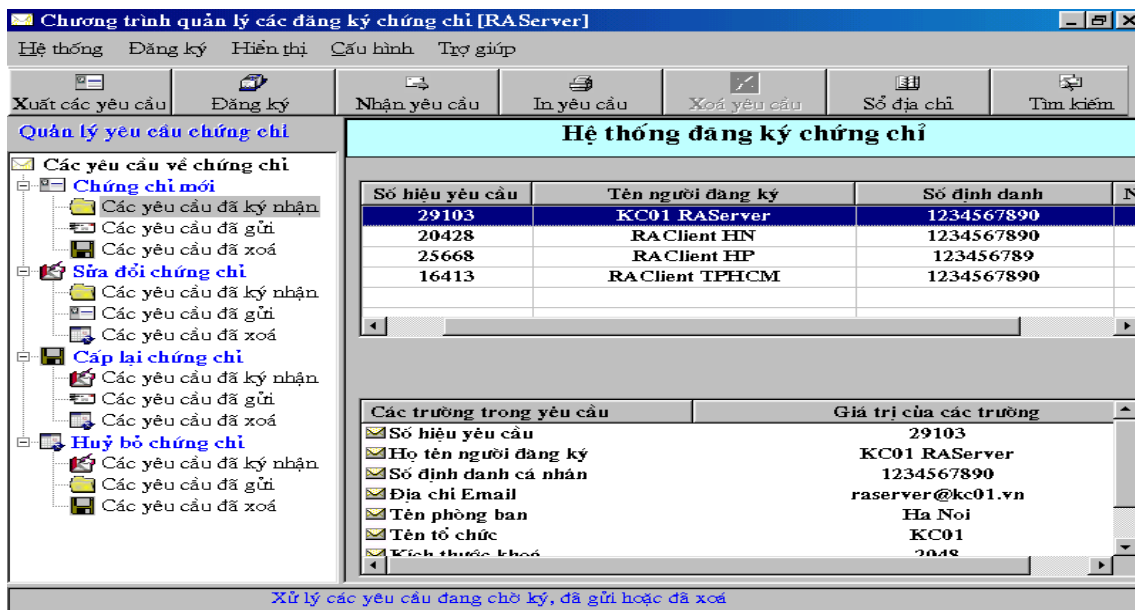 Chương trình quản lý các đăng ký chứng chỉ [RAServer]
Hệ thống Đăng ký Hiển thị Cấu hình Trợ giúp
Xuất các yêu cầu Đăng ký Nhận yêu cầu In yêu cầu Xoá yêu cầu Sổ địa chỉ Tìm kiếm
Quản lý yêu cầu chứng chỉ
Các yêu cầu về chứng chỉ
Chứng chỉ mới
Các yêu cầu đã ký nhận
Các yêu cầu đã gửi
Các yêu cầu đã xoá
Sửa đổi chứng chỉ
Các yêu cầu đã ký nhận
Các yêu cầu đã gửi
Các yêu cầu đã xoá
Cấp lại chứng chỉ
Các yêu cầu đã ký nhận
Các yêu cầu đã gửi
Các yêu cầu đã xoá
Huỷ bỏ chứng chỉ
Các yêu cầu đã ký nhận
Các yêu cầu đã gửi
Các yêu cầu đã xoá
Hệ thống đăng ký chứng chỉ
Số hiệu yêu cầu Tên người đăng ký Số định danh N
29103 KC01 RAServer 1234567890
20428 RAClient HN 1234567890
25668 RAClient HP 123456789
16413 RAClient TPHCM 1234567890
Các trường trong yêu cầu Giá trị của các trường
Số hiệu yêu cầu 29103
Họ tên người đăng ký KC01 RAServer
Số định danh cá nhân 1234567890
Địa chỉ Email raserver@kc01.vn
Tên phòng ban Ha Noi
Tên tổ chức KC01
Kích thước khoá 2048
Xử lý các yêu cầu đang chờ ký, đã gửi hoặc đã xoá